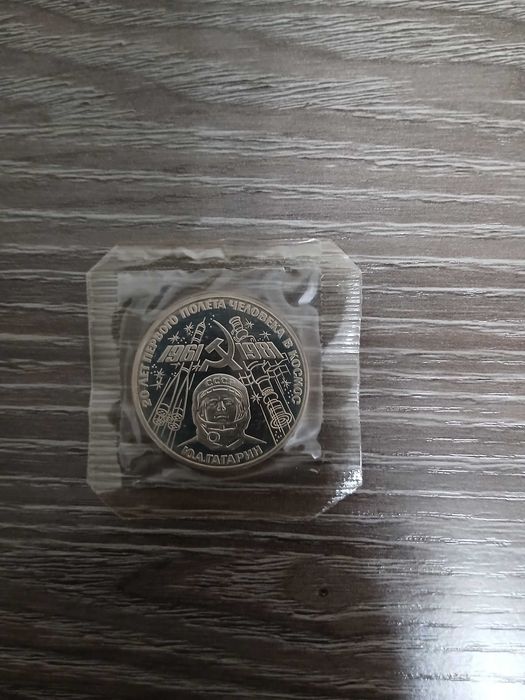 20 ЛЕТ ПЕРВОГО ПОЛЕТА ЧЕЛОВЕКА В КОСМОС
1961 1981
СССР
Ю.А.ГАГАРИН